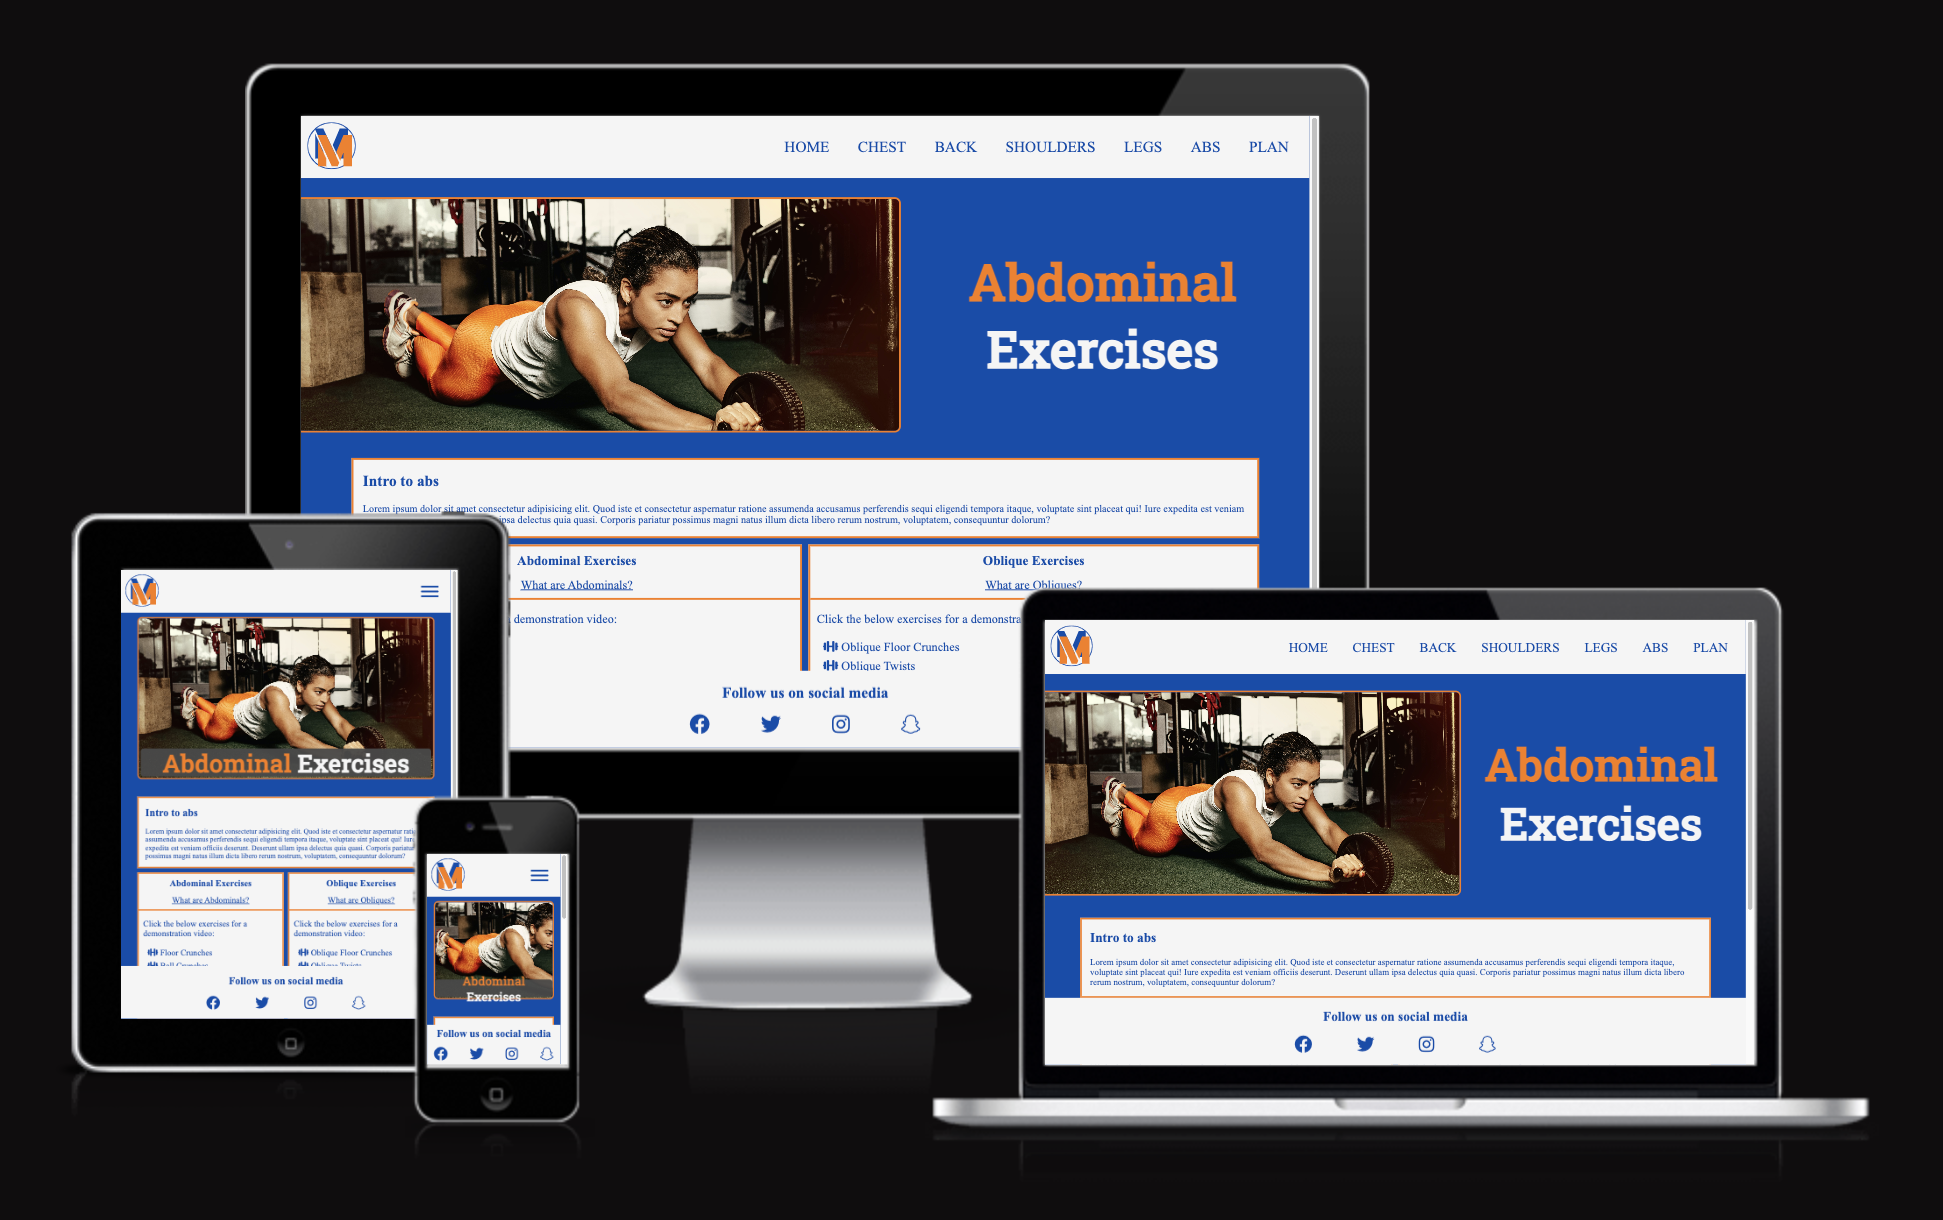 M
HOME CHEST BACK SHOULDERS LEGS ABS PLAN
Abdominal
Exercises
Intro to abs
Lorem ipsum dolor sit amet consectetur adipisicing elit. Quod iste et consectetur aspernatur ratione assumenda accusamus perferendis sequi eligendi tempora itaque, voluptate sint placeat qui! Iure expedita est veniam
ipsa delectus quia quasi. Corporis pariatur possimus magni natus illum dicta libero rerum nostrum, voluptatem, consequuntur dolorum?
Abdominal Exercises
What are Abdominals?
demonstration video:
Oblique Exercises
What are Obliques?
Click the below exercises for a demonstra
Oblique Floor Crunches
Oblique Twists
Follow us on social media
M
Abdominal Exercises
Intro to abs
Lorem ipsum dolor sit amet consectetur adipisicing elit. Quod iste et consectetur aspernatur
assumenda accusamus perferendis sequi eligendi tempora itaque, voluptate sint placeat qui!
expedita est veniam officiis deserunt. Deserunt ullam ipsa delectus quia quasi. Corporis pariatur
possimus magni natus illum dicta libero rerum nostrum, voluptatem, consequuntur dolorum?
Abdominal Exercises
What are Abdominals?
Click the below exercises for a
demonstration video:
Floor Crunches
Ball Crunches
Oblique Exercises
What are Obliques?
Click the below exercises for a
demonstration video:
Oblique Floor Crunches
Oblique Twists
Follow us on social media
M
Abdominal
Exercises
Follow us on social media
M
HOME CHEST BACK SHOULDERS LEGS ABS PLAN
Abdominal
Exercises
Intro to abs
Lorem ipsum dolor sit amet consectetur adipisicing elit. Quod iste et consectetur aspernatur ratione assumenda accusamus perferendis sequi eligendi tempora itaque,
voluptate sint placeat qui! Iure expedita est veniam officiis deserunt. Deserunt ullam ipsa delectus quia quasi. Corporis pariatur possimus magni natus illum dicta libero
rerum nostrum, voluptatem, consequuntur dolorum?
Follow us on social media